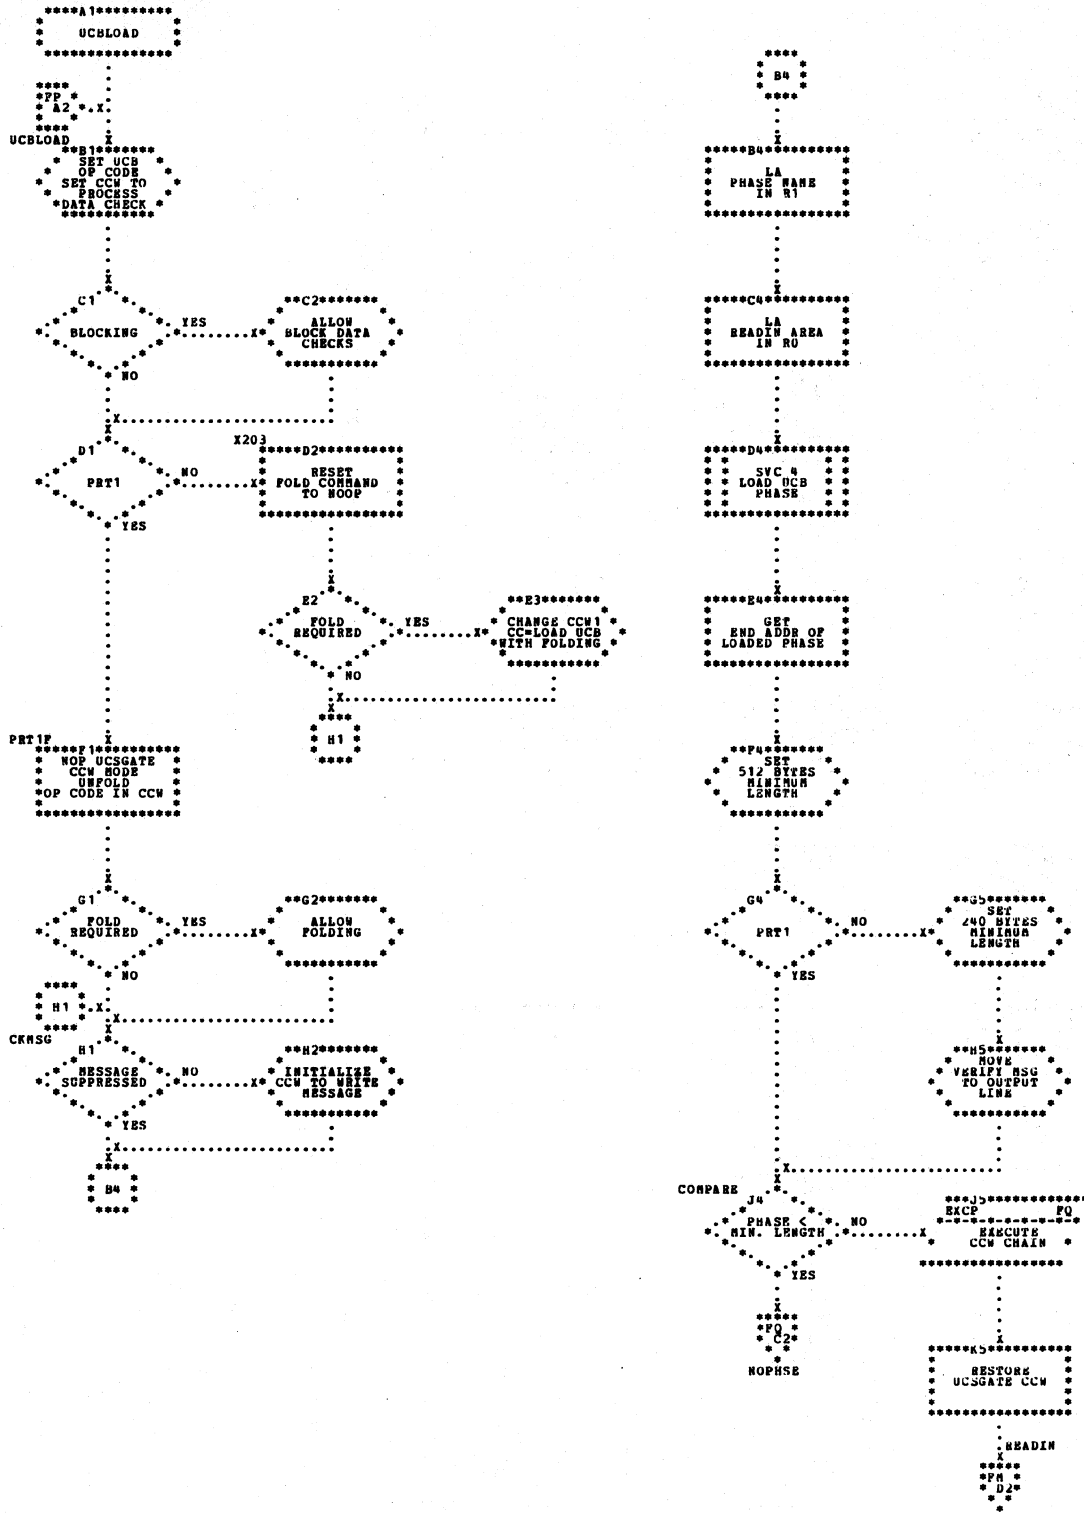 A1
UCBLOAD
FP
A2
UCBLOAD
B1
SET UCB
OP CODE
SET CCW TO
PROCESS
DATA CHECK
C1
BLOCKING
YES
NO
C2
ALLOW
BLOCK DATA
CHECKS
D1
PRT1
NO
YES
X203
D2
RESET
FOLD COMMAND
TO NOOP
E2
FOLD
REQUIRED
YES
NO
E3
CHANGE CCW1
CC=LOAD UCB
WITH FOLDING
H1
PRT1F
F1
NOP UCSGATE
CCW MODE
UNFOLD
OP CODE IN CCW
G1
FOLD
REQUIRED
YES
NO
G2
ALLOW
FOLDING
H1
CKMSG
H1
MESSAGE
SUPPRESSED
NO
YES
H2
INITIALIZE
CCW TO WRITE
MESSAGE
B4
B4
B4
LA
PHASE NAME
IN R1
C4
LA
READIN AREA
IN R0
D4
SVC 4
LOAD UCB
PHASE
E4
GET
END ADDR OF
LOADED PHASE
F4
SET
512 BYTES
MINIMUM
LENGTH
G4
PRT1
NO
YES
G5
SET
240 BYTES
MINIMUM
LENGTH
H5
MOVE
VERIFY MSG
TO OUTPUT
LINE
COMPARE
J4
PHASE <
MIN. LENGTH
NO
YES
J5
EXCP FQ
EXECUTE
CCW CHAIN
FQ
C2
NOPHSE
K5
RESTORE
UCSGATE CCW
READIN
FM
D2